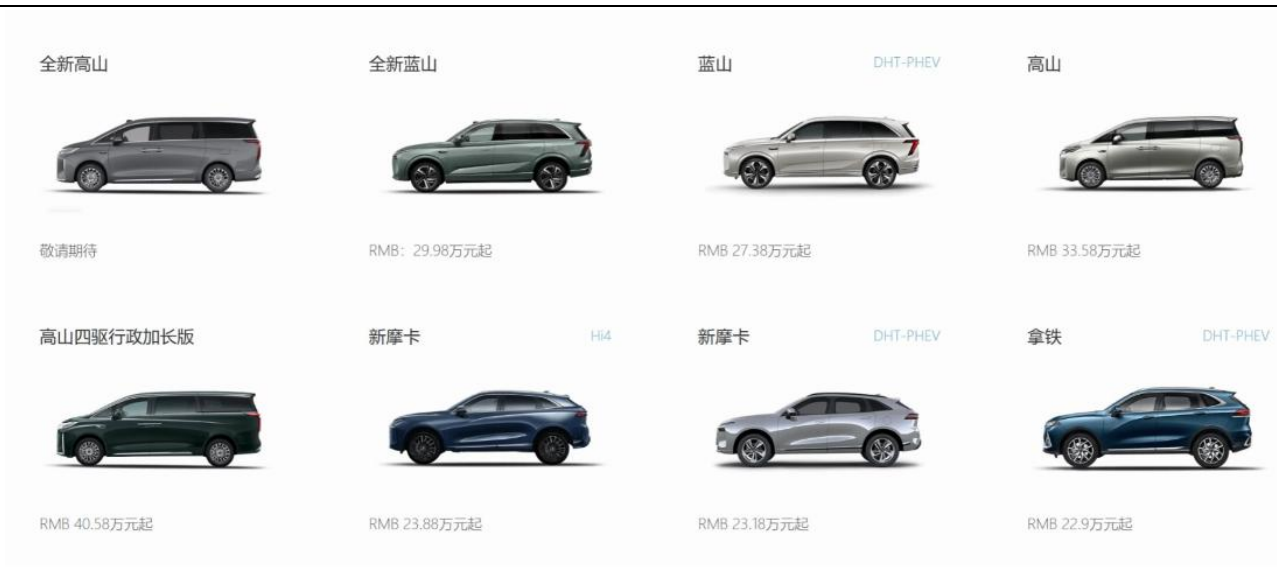 全新高山
全新蓝山
蓝山 DHT-PHEV
高山
敬请期待
RMB：29.98万元起
RMB 27.38万元起
RMB 33.58万元起
高山四驱行政加长版
新摩卡 Hi4
新摩卡 DHT-PHEV
拿铁 DHT-PHEV
RMB 40.58万元起
RMB 23.88万元起
RMB 23.18万元起
RMB 22.9万元起